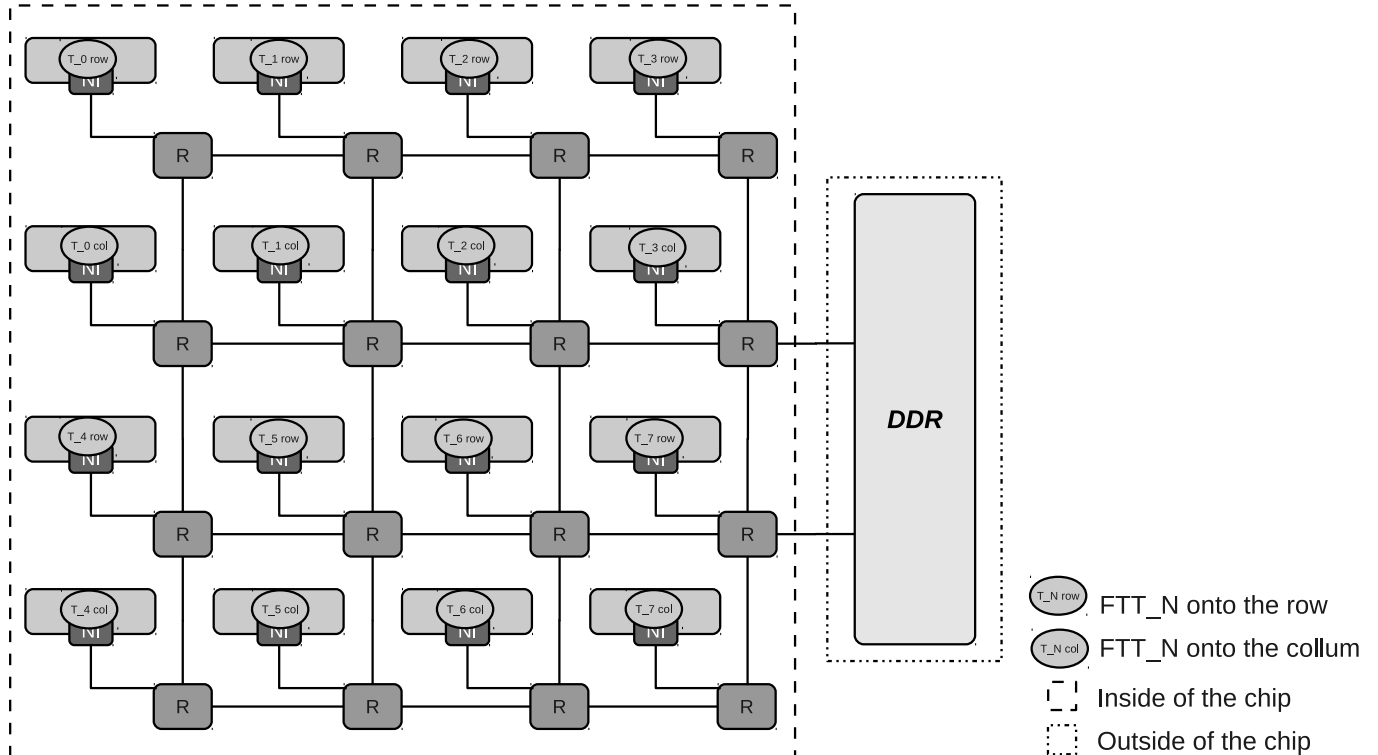 T_0 row T_1 row T_2 row T_3 row
NI NI NI NI
R R R R
T_0 col T_1 col T_2 col T_3 col
NI NI NI NI
R R R R
DDR
T_4 row T_5 row T_6 row T_7 row
NI NI NI NI
R R R R
T_4 col T_5 col T_6 col T_7 col
NI NI NI NI
R R R R
T_N row FTT_N onto the row
T_N col FTT_N onto the collum
Inside of the chip
Outside of the chip